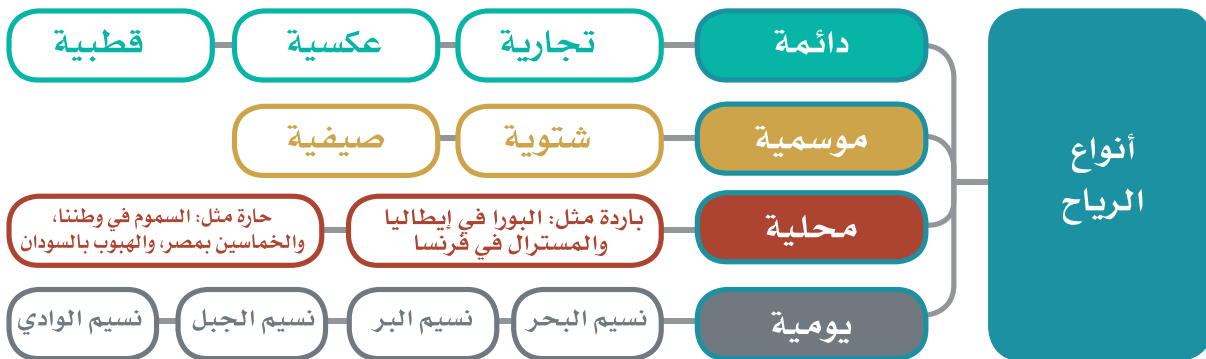 أنواع
الرياح
دائمة
تجارية
عكسية
قطبية
موسمية
شتوية
صيفية
محلية
باردة مثل: البورا في إيطاليا
والمسترال في فرنسا
حارة مثل: السموم في وطننا،
والخماسين بمصر، والهبوب بالسودان
يومية
نسيم البحر
نسيم البر
نسيم الجبل
نسيم الوادي